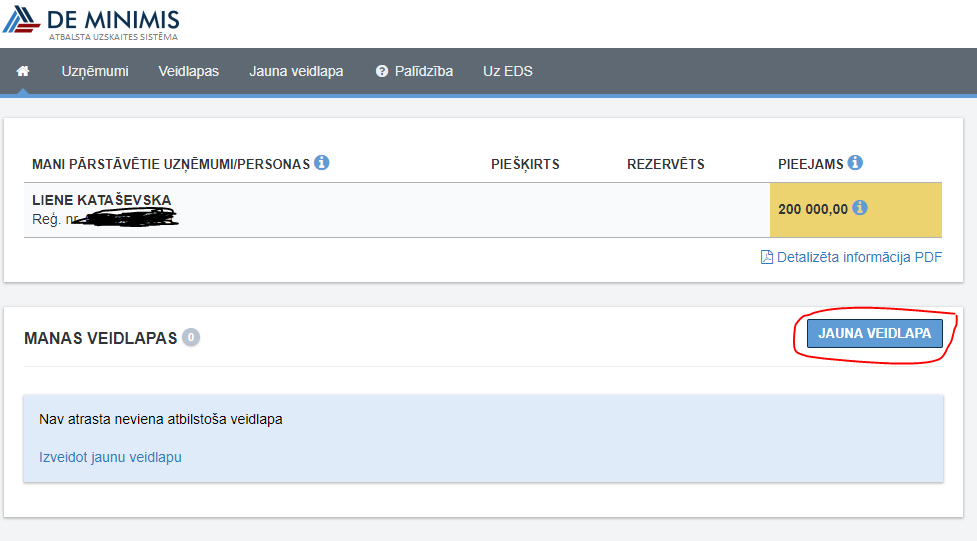 DE MINIMIS
ATBALSTA UZSKAITES SISTĒMA
Uzņēmumi Veidlapas Jauna veidlapa Palīdzība Uz EDS
MANI PĀRSTĀVĒTIE UZŅĒMUMI/PERSONAS PIEŠĶIRTS REZERVĒTS PIEEJAMS
LIENE KATAŠEVSKA
Reģ. nr.
200 000,00
Detalizēta informācija PDF
MANAS VEIDLAPAS 0
JAUNA VEIDLAPA
Nav atrasta neviena atbilstoša veidlapa
Izveidot jaunu veidlapu